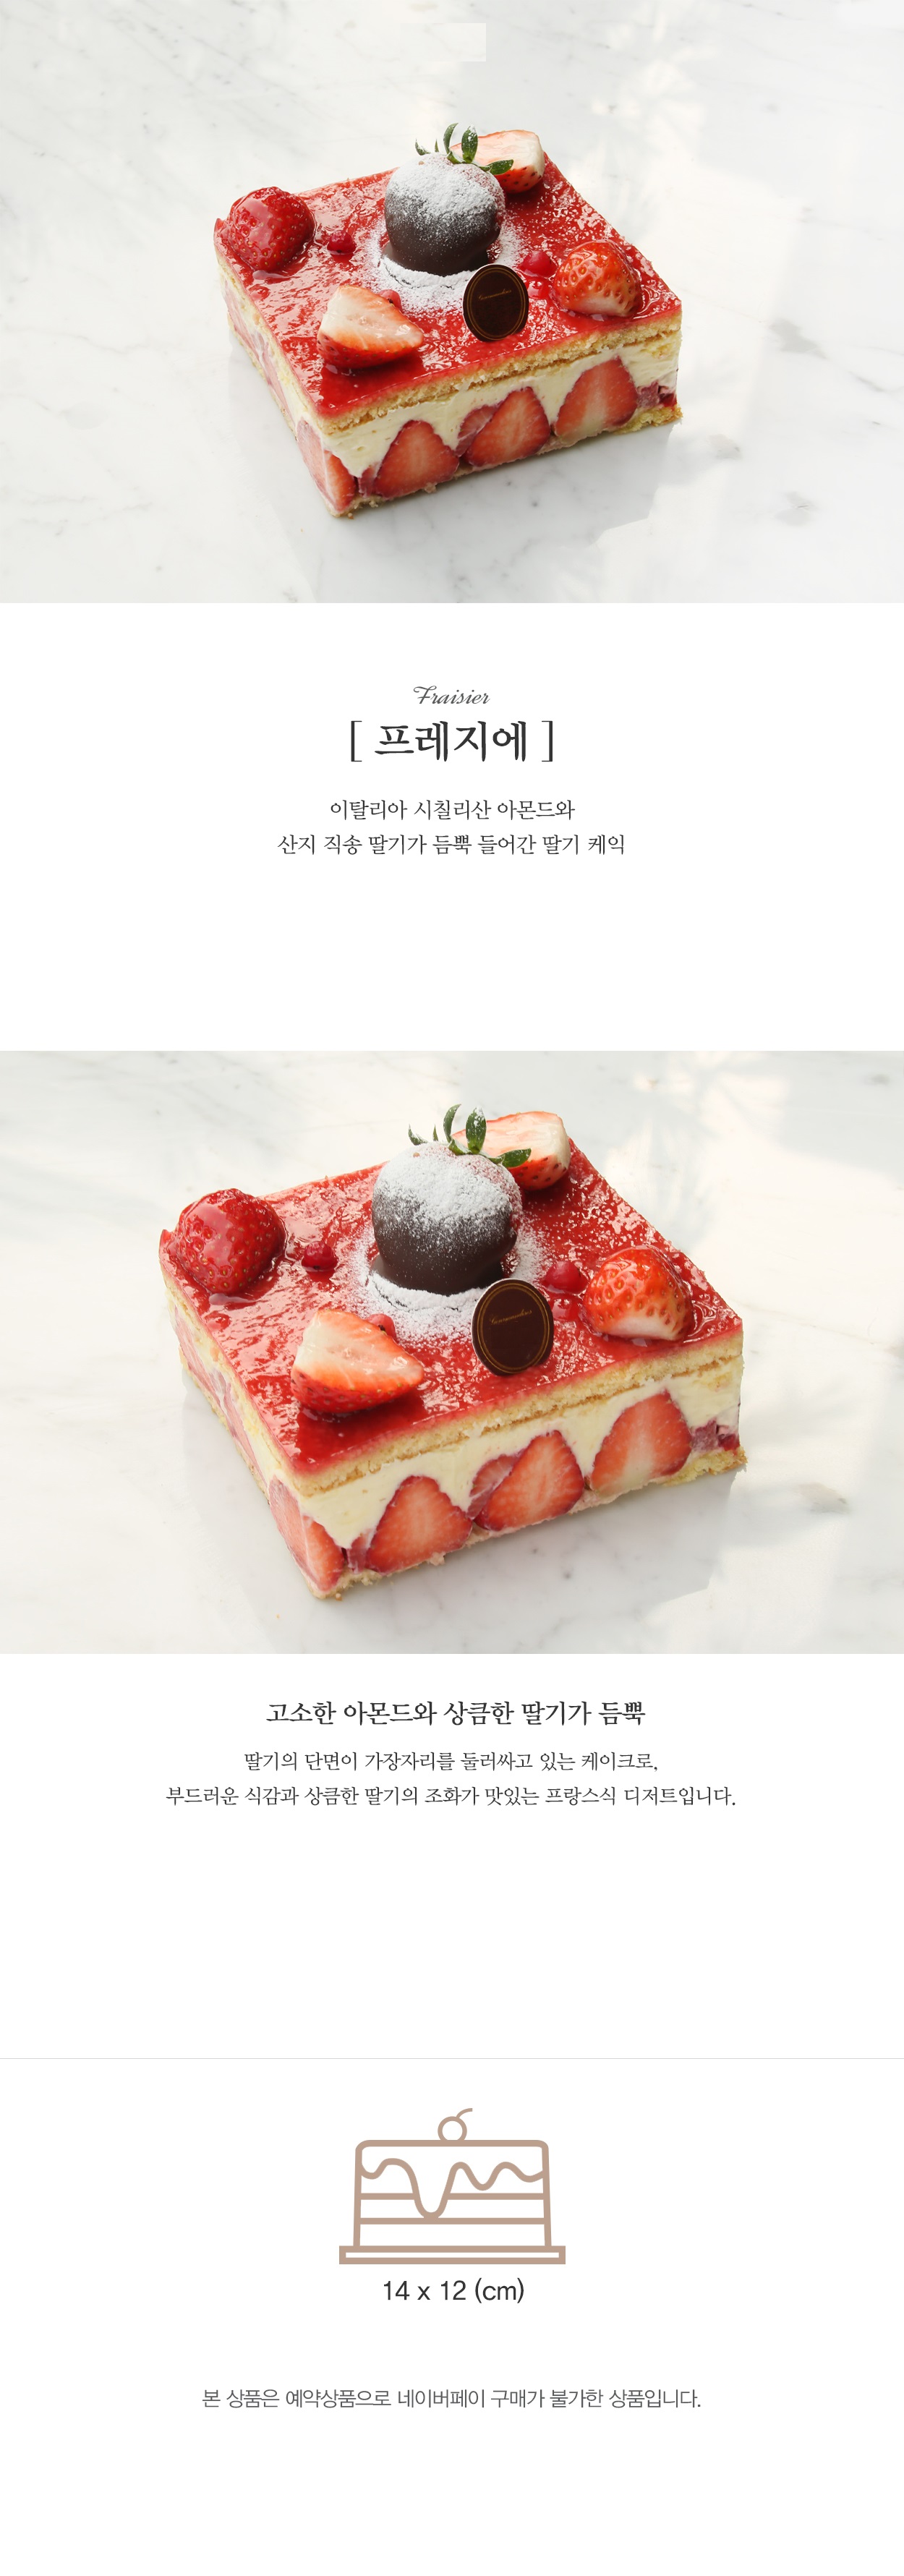 Fraisier
[ 프레지에 ]
이탈리아 시칠리산 아몬드와
산지 직송 딸기가 듬뿍 들어간 딸기 케익
고소한 아몬드와 상큼한 딸기가 듬뿍
딸기의 단면이 가장자리를 둘러싸고 있는 케이크로,
부드러운 식감과 상큼한 딸기의 조화가 맛있는 프랑스식 디저트입니다.
14 x 12 (cm)
본 상품은 예약상품으로 네이버페이 구매가 불가한 상품입니다.